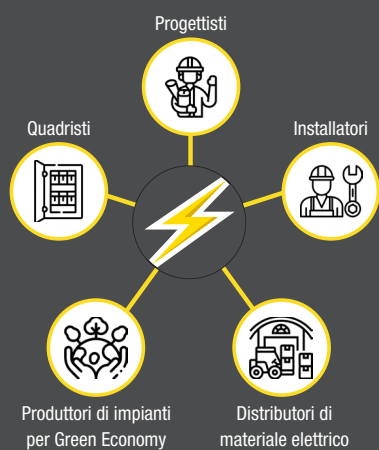 Progettisti
Quadristi
Installatori
Produttori di impianti
per Green Economy
Distributori di
materiale elettrico